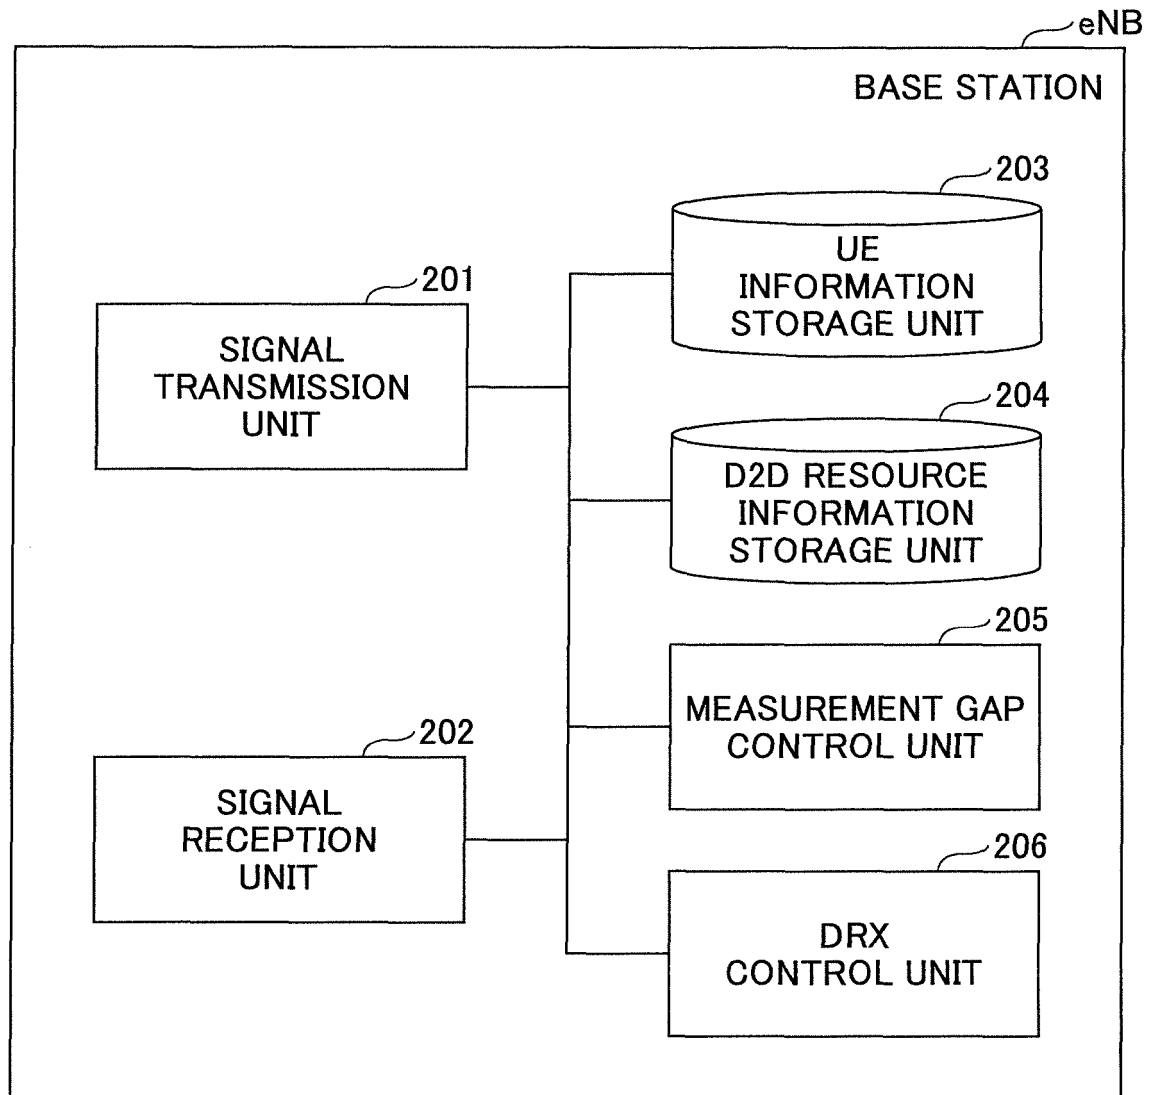 eNB
BASE STATION
203
UE
INFORMATION
STORAGE UNIT
201
SIGNAL
TRANSMISSION
UNIT
204
D2D RESOURCE
INFORMATION
STORAGE UNIT
205
MEASUREMENT GAP
CONTROL UNIT
202
SIGNAL
RECEPTION
UNIT
206
DRX
CONTROL UNIT